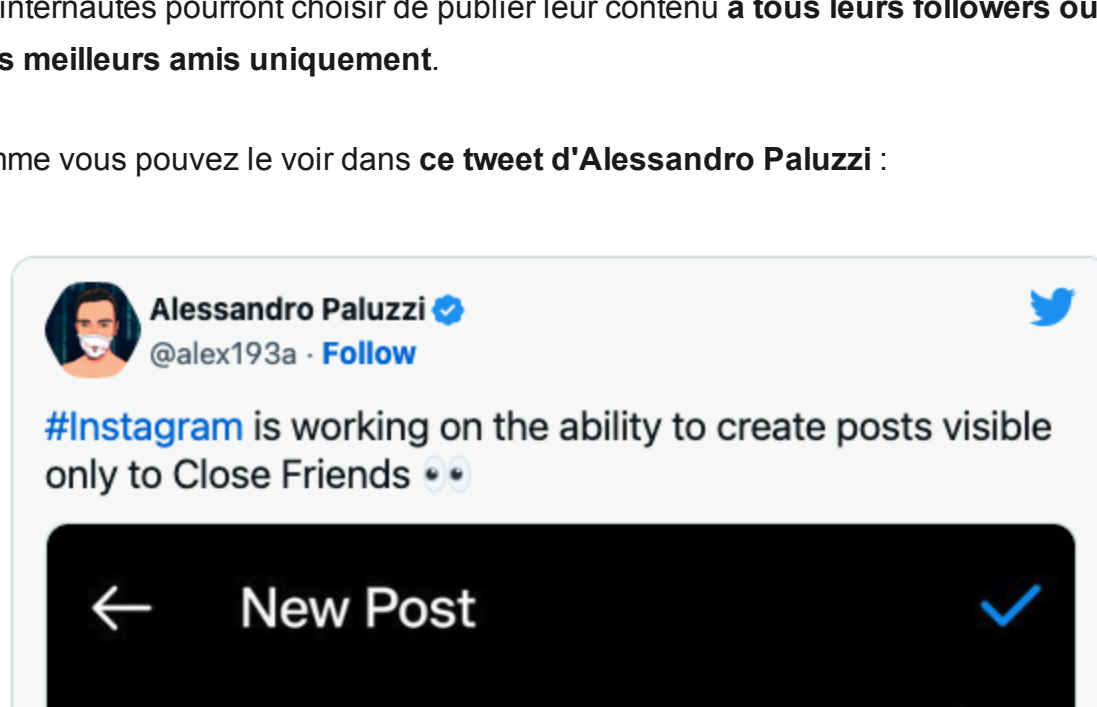 internautes pourront choisir de publier leur contenu à tous leurs followers ou
s meilleurs amis uniquement.
mme vous pouvez le voir dans ce tweet d'Alessandro Paluzzi :
Alessandro Paluzzi
@alex193a · Follow
#Instagram is working on the ability to create posts visible
only to Close Friends 👀
New Post